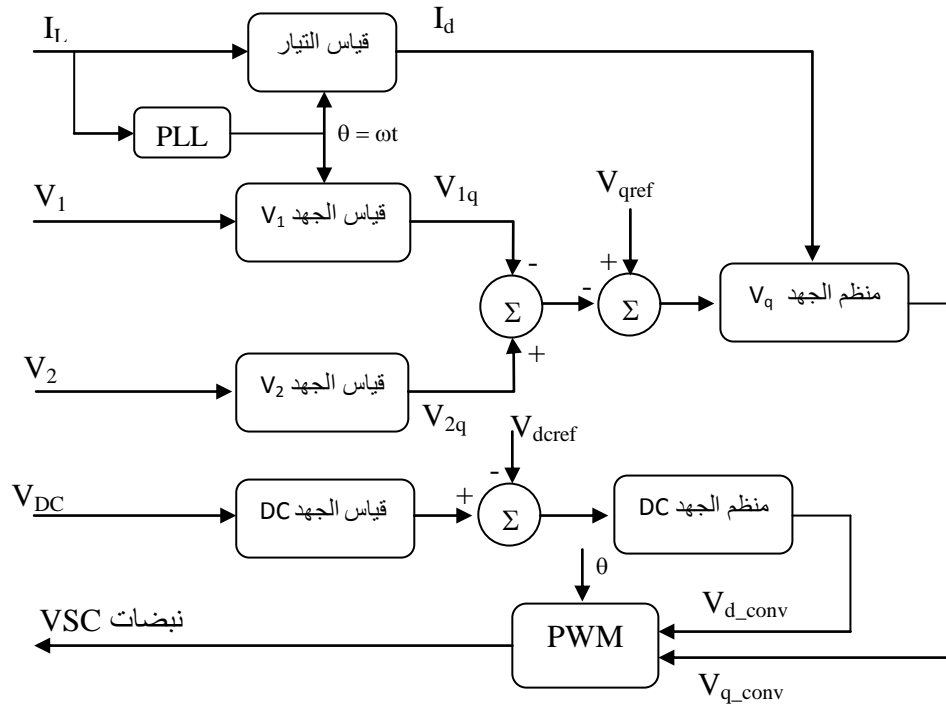 I_L
قياس التيار
I_d
PLL
θ = ωt
V_1
قياس الجهد V_1
V_1q
V_qref
-
+
-
Σ
Σ
منظم الجهد V_q
+
V_2
قياس الجهد V_2
V_2q
V_dcref
-
V_DC
قياس الجهد DC
+
Σ
منظم الجهد DC
θ
نبضات VSC
PWM
V_d_conv
V_q_conv